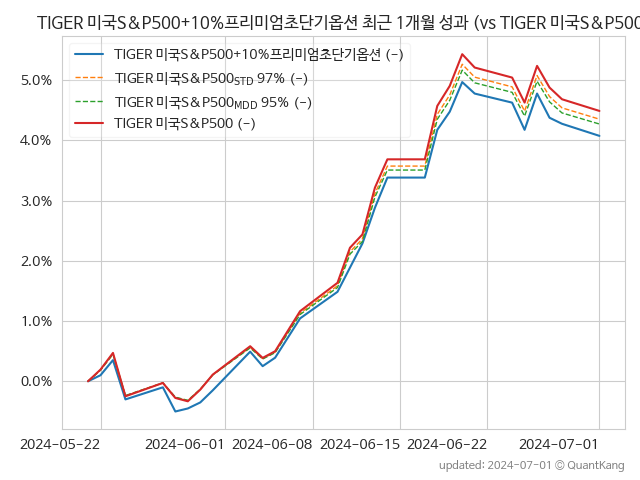 TIGER 미국S&P500+10%프리미엄초단기옵션 최근 1개월 성과 (vs TIGER 미국S&P500
TIGER 미국S&P500+10%프리미엄초단기옵션 (-)
TIGER 미국S&P500STD 97% (-)
TIGER 미국S&P500MDD 95% (-)
TIGER 미국S&P500 (-)
5.0%
4.0%
3.0%
2.0%
1.0%
0.0%
2024-05-22 2024-06-01 2024-06-08 2024-06-15 2024-06-22 2024-07-01
updated: 2024-07-01 © QuantKang